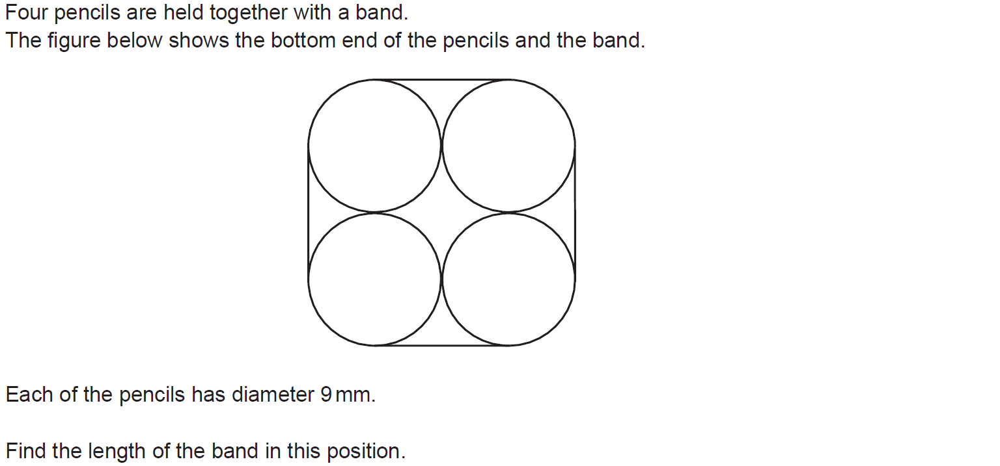 Four pencils are held together with a band.
The figure below shows the bottom end of the pencils and the band.
Each of the pencils has diameter 9 mm.
Find the length of the band in this position.